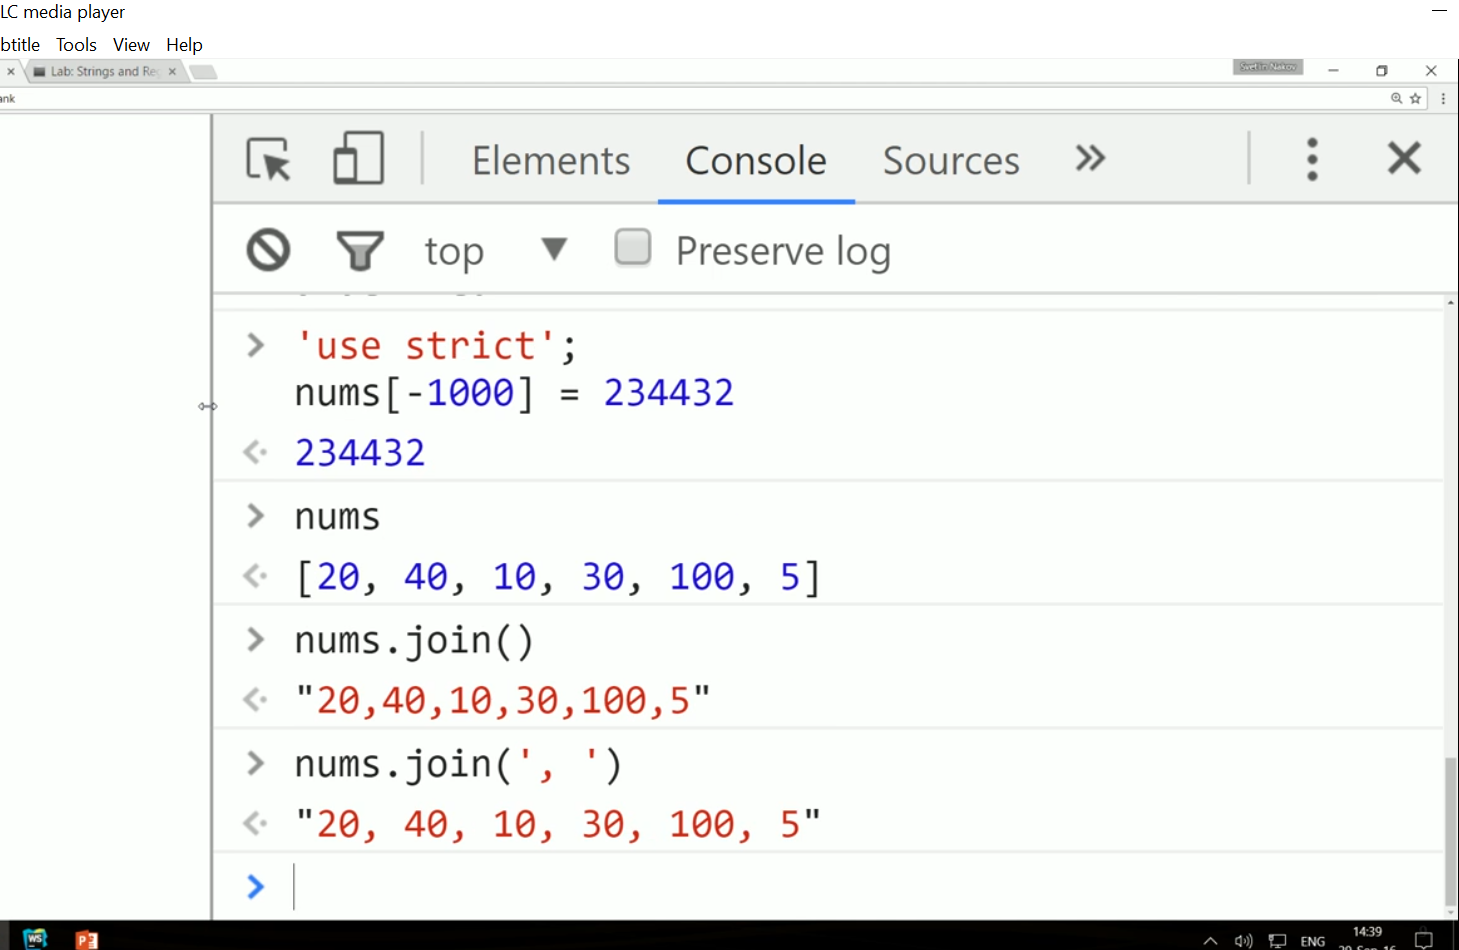 LC media player
btitle Tools View Help
Lab: Strings and Re
Svetlin Nakov
ank
Elements Console Sources
top Preserve log
'use strict';
nums[-1000] = 234432
234432
nums
[20, 40, 10, 30, 100, 5]
nums.join()
"20,40,10,30,100,5"
nums.join(', ')
"20, 40, 10, 30, 100, 5"
WS
P
ENG
14:39